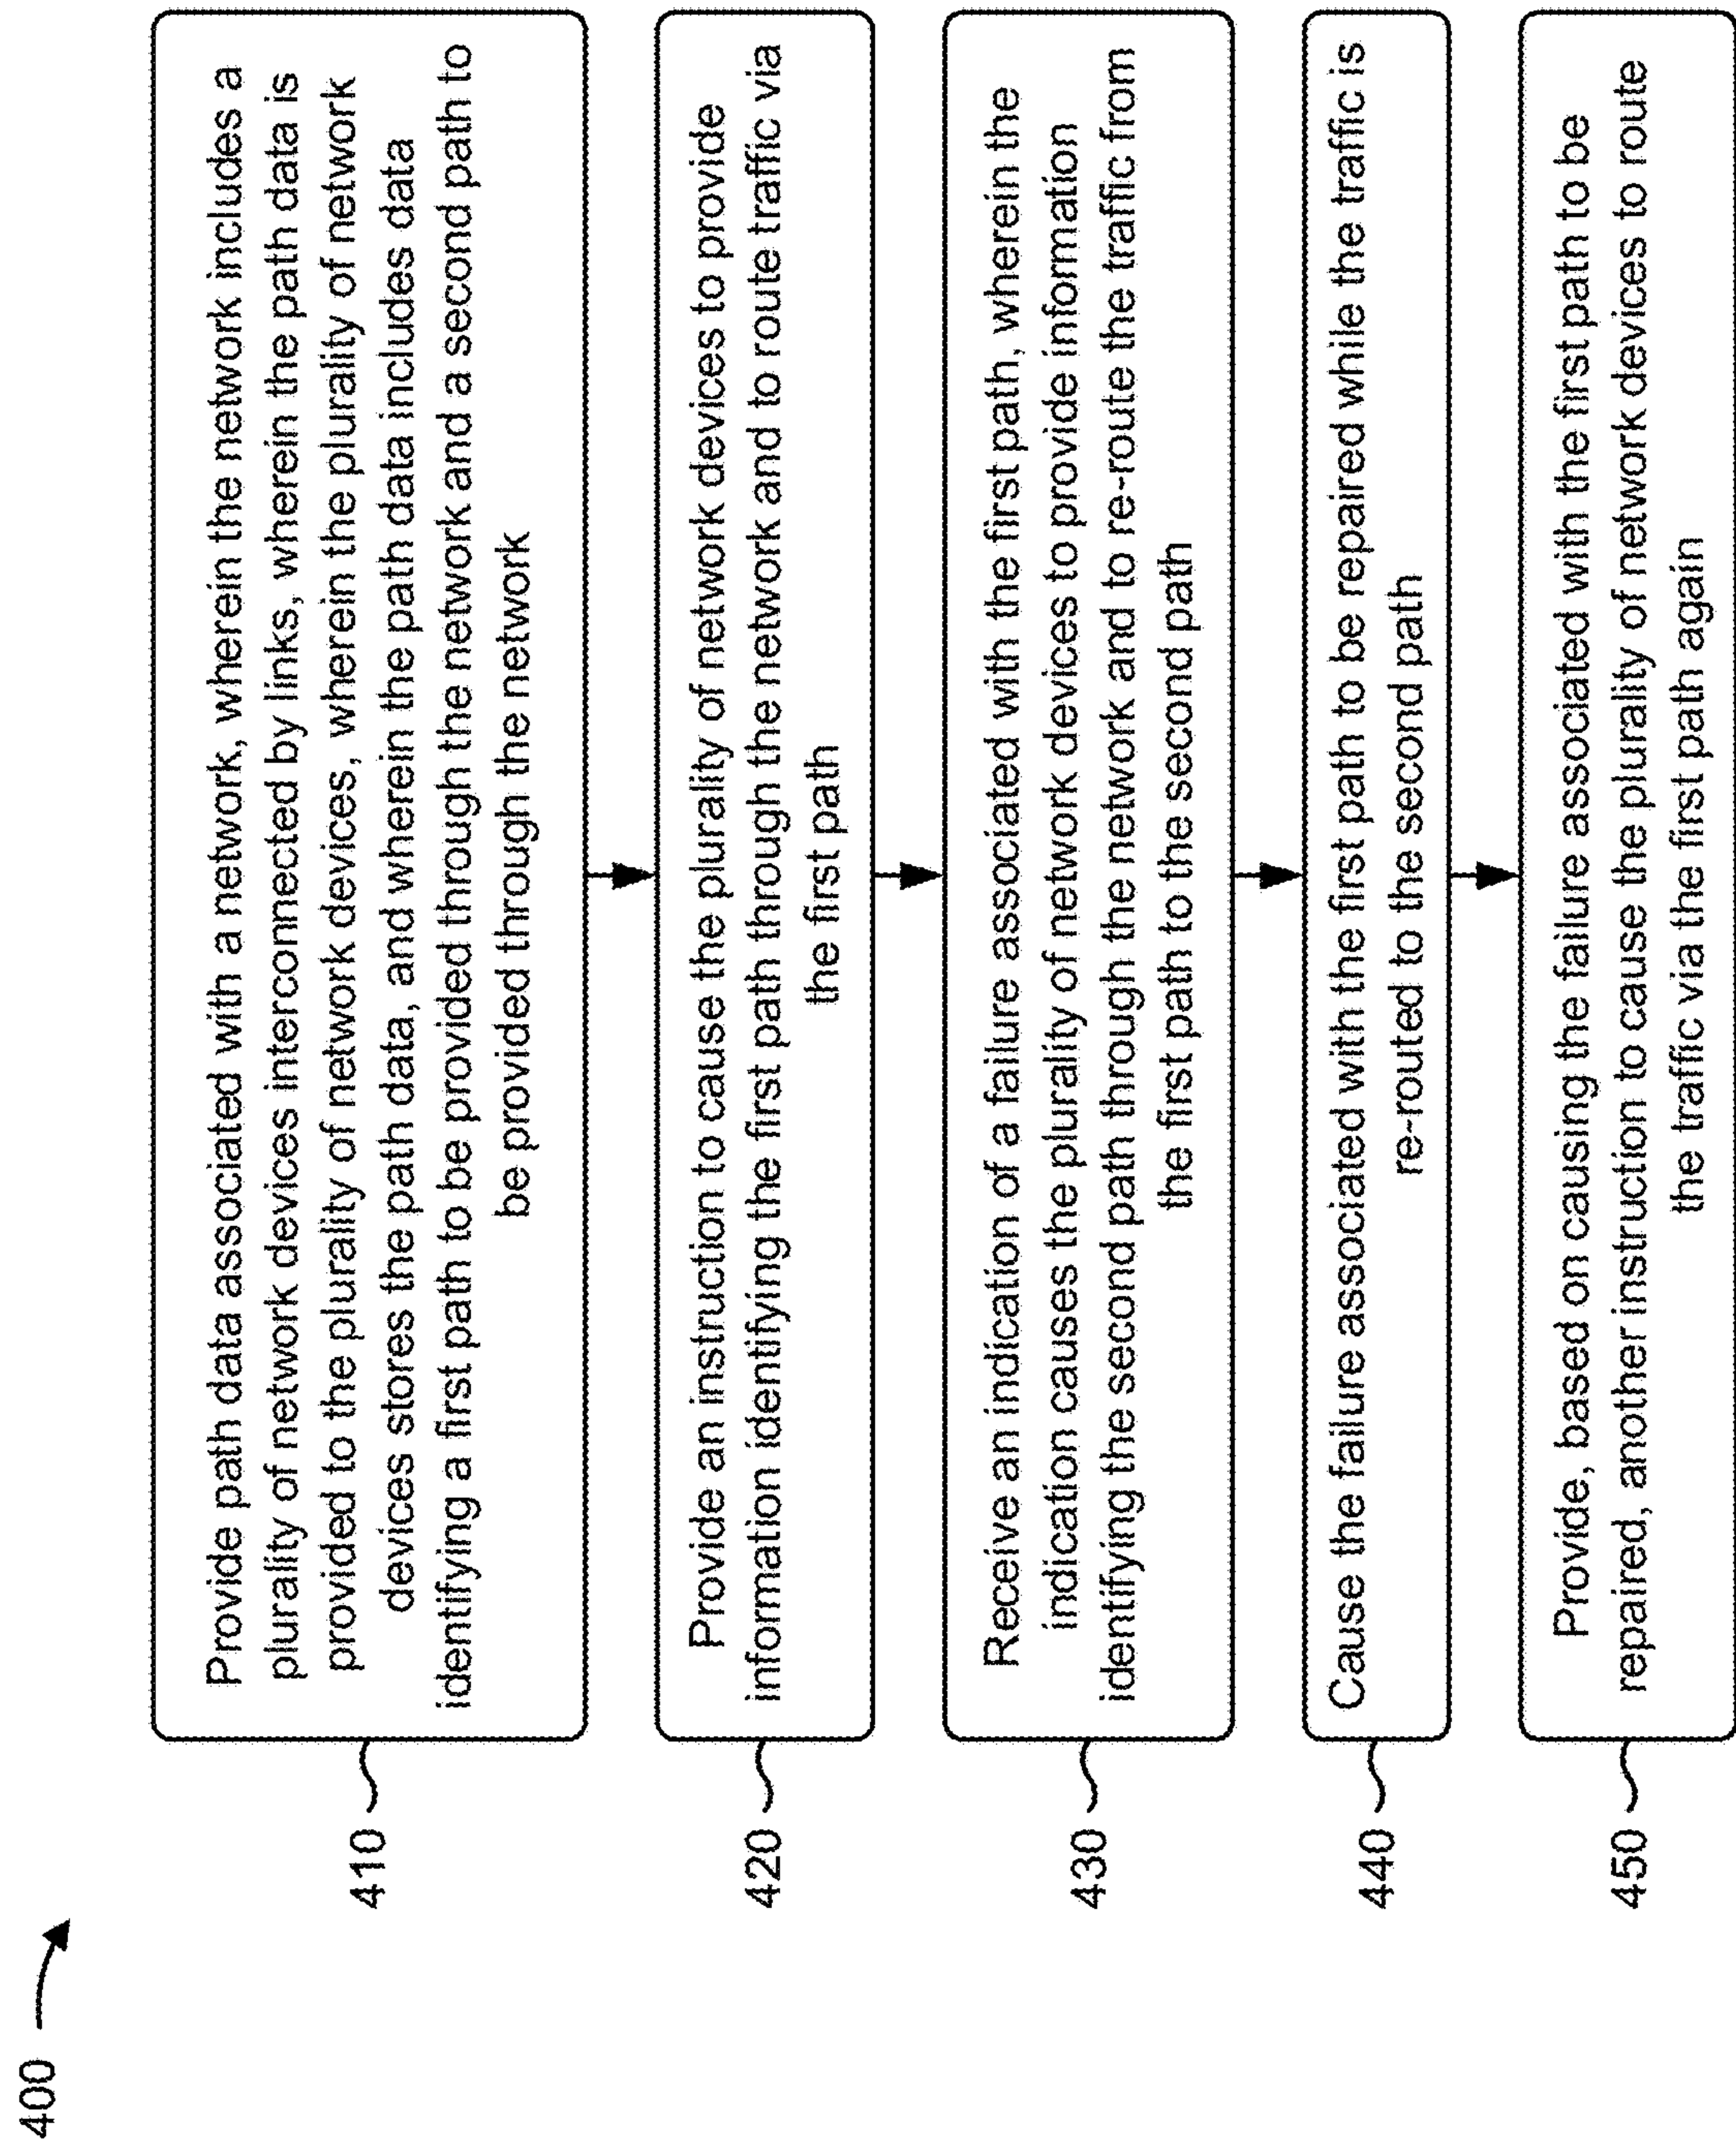 400
410
Provide path data associated with a network, wherein the network includes a
plurality of network devices interconnected by links, wherein the path data is
provided to the plurality of network devices, wherein the plurality of network
devices stores the path data, and wherein the path data includes data
identifying a first path to be provided through the network and a second path to
be provided through the network
420
Provide an instruction to cause the plurality of network devices to provide
information identifying the first path through the network and to route traffic via
the first path
430
Receive an indication of a failure associated with the first path, wherein the
indication causes the plurality of network devices to provide information
identifying the second path through the network and to re-route the traffic from
the first path to the second path
440
Cause the failure associated with the first path to be repaired while the traffic is
re-routed to the second path
450
Provide, based on causing the failure associated with the first path to be
repaired, another instruction to cause the plurality of network devices to route
the traffic via the first path again